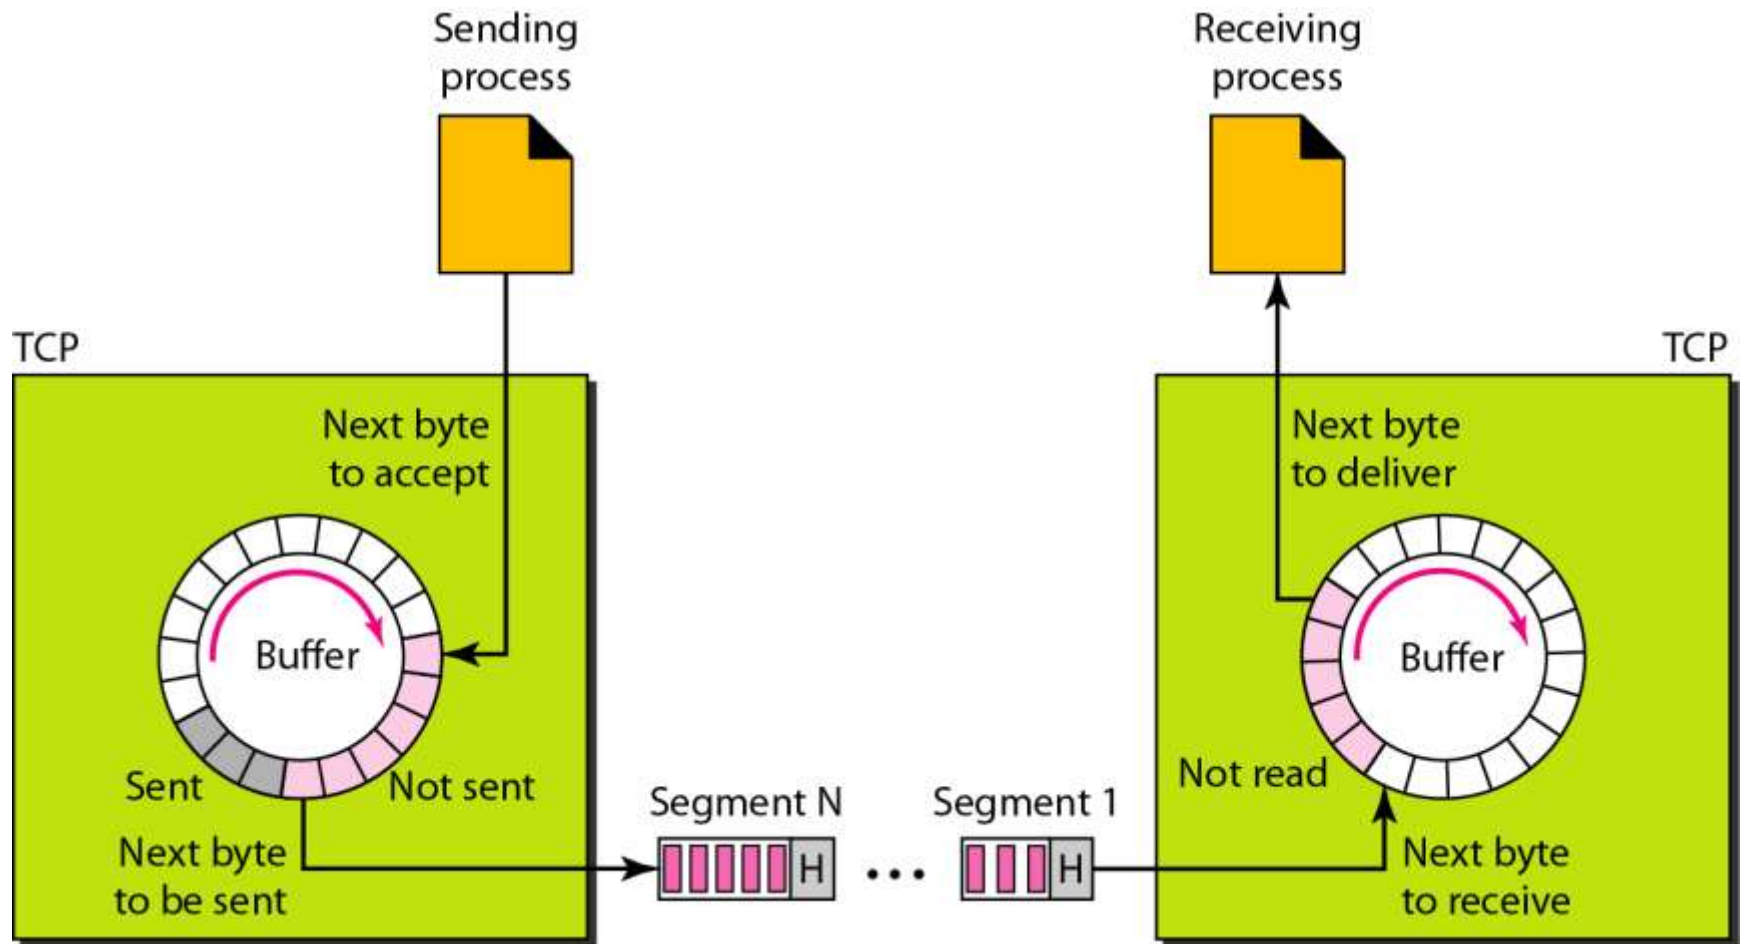 Sending
process
Receiving
process
TCP
TCP
Next byte
to accept
Next byte
to deliver
Buffer
Buffer
Sent
Not sent
Not read
Segment N
Segment 1
Next byte
to be sent
H
...
H
Next byte
to receive